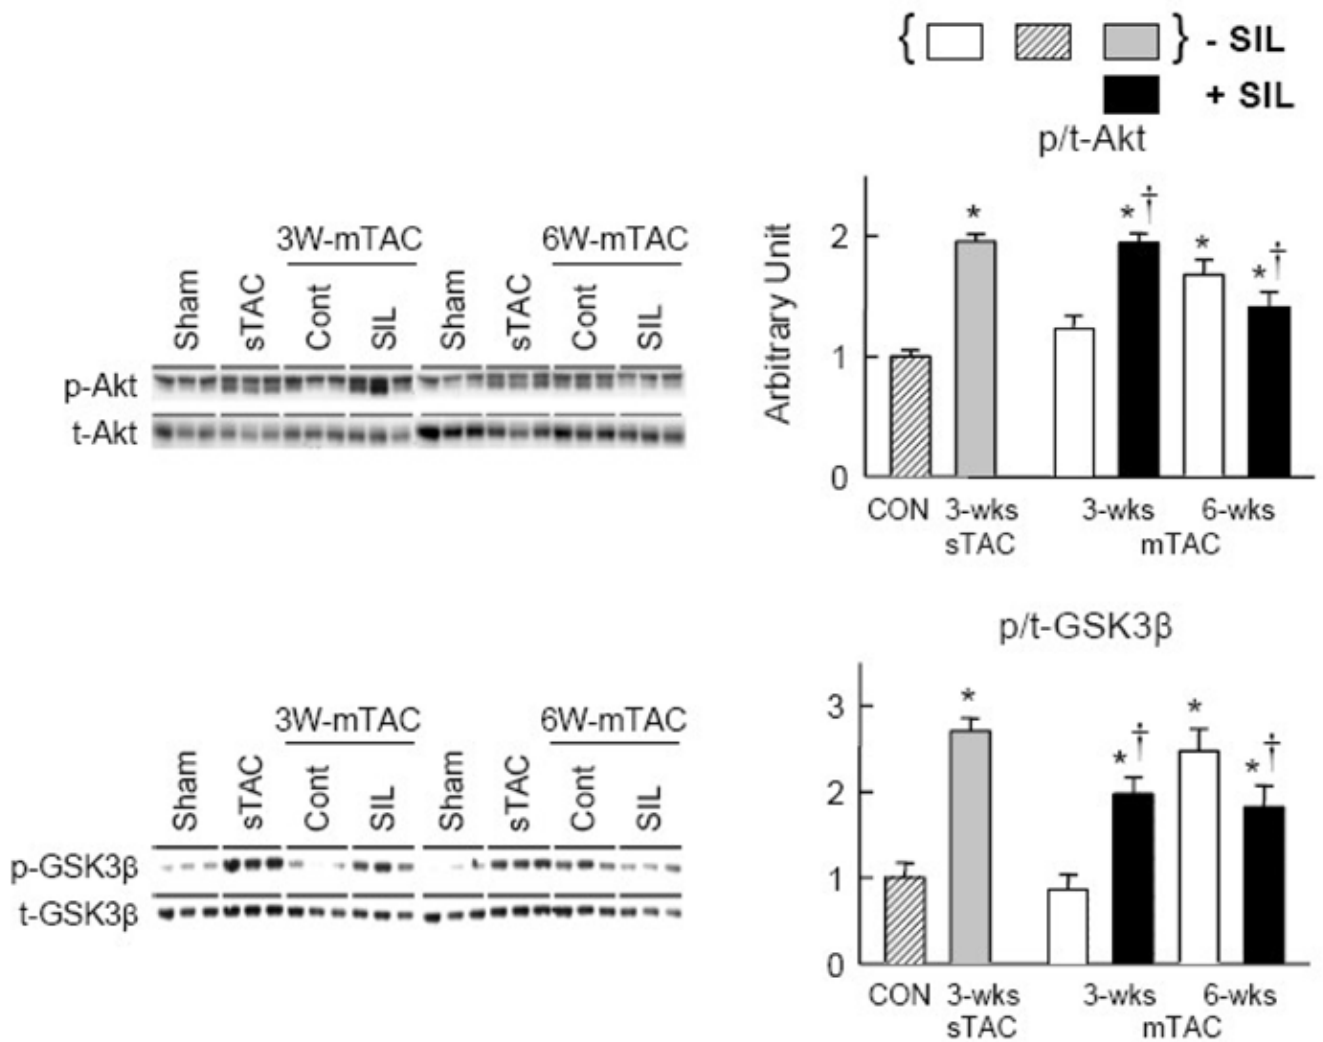 { } - SIL
+ SIL
p/t-Akt
3W-mTAC 6W-mTAC
Sham sTAC Cont SIL Sham sTAC Cont SIL
p-Akt
t-Akt
Arbitrary Unit
2
1
0
* *† * *†
CON 3-wks 3-wks 6-wks
sTAC mTAC
p/t-GSK3β
3W-mTAC 6W-mTAC
Sham sTAC Cont SIL Sham sTAC Cont SIL
p-GSK3β
t-GSK3β
3
2
1
0
* *† * *†
CON 3-wks 3-wks 6-wks
sTAC mTAC